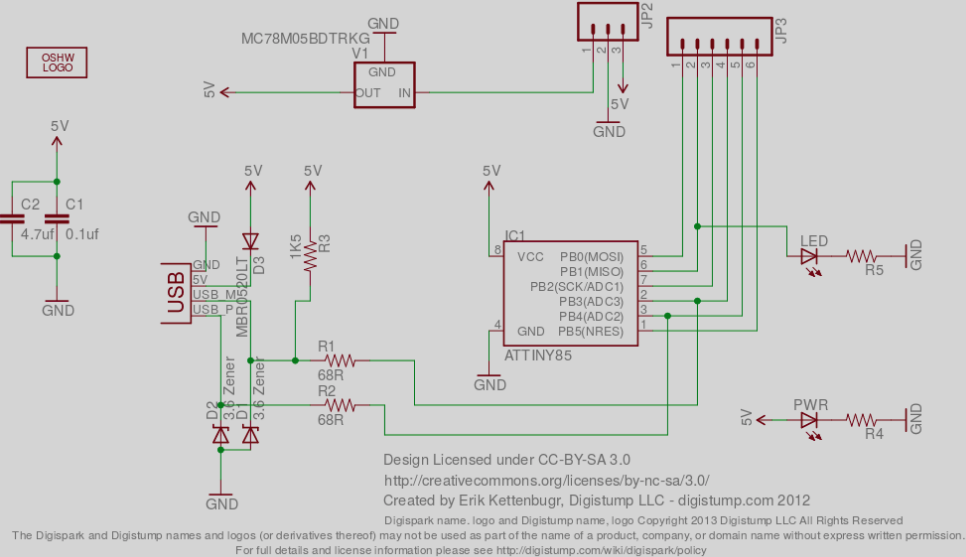 GND
MC78M05BDTRKG
V1
GND
OUT IN
5V
OSHW
LOGO
JP2
1 2 3
5V
GND
JP3
1 2 3 4 5 6
5V
C2 C1
4.7uf 0.1uf
GND
5V 5V
GND
GND
5V
USB_M
USB_P
USB
D3
MBR0520LT
1K5
R3
R1
68R
R2
68R
D2
3.6 Zener
D1
3.6 Zener
GND
5V
IC1
8 VCC PB0(MOSI) 5
PB1(MISO) 6
PB2(SCK/ADC1) 7
PB3(ADC3) 2
PB4(ADC2) 3
4 GND PB5(NRES) 1
ATTINY85
GND
LED
R5
GND
5V
PWR
R4
GND
Design Licensed under CC-BY-SA 3.0
http://creativecommons.org/licenses/by-nc-sa/3.0/
Created by Erik Kettenbugr, Digistump LLC - digistump.com 2012
Digispark name. logo and Digistump name, logo Copyright 2013 Digistump LLC All Rights Reserved
The Digispark and Digistump names and logos (or derivatives thereof) may not be used as part of the name of a product, company, or domain name without express written permission.
For full details and license information please see http://digistump.com/wiki/digispark/policy